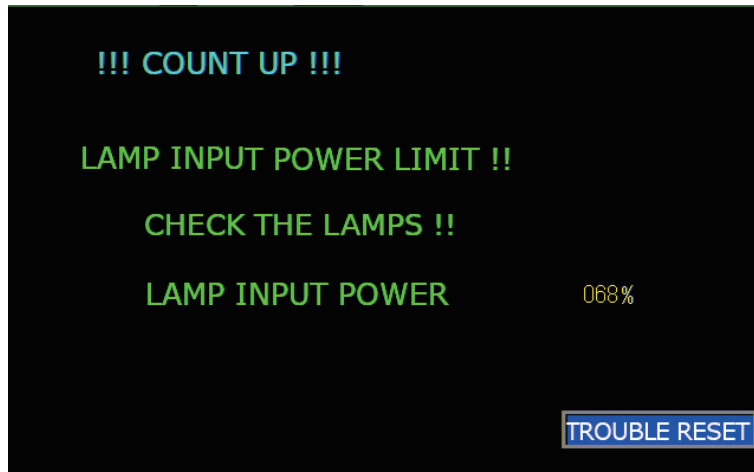 !!! COUNT UP !!!
LAMP INPUT POWER LIMIT !!
CHECK THE LAMPS !!
LAMP INPUT POWER 068%
TROUBLE RESET